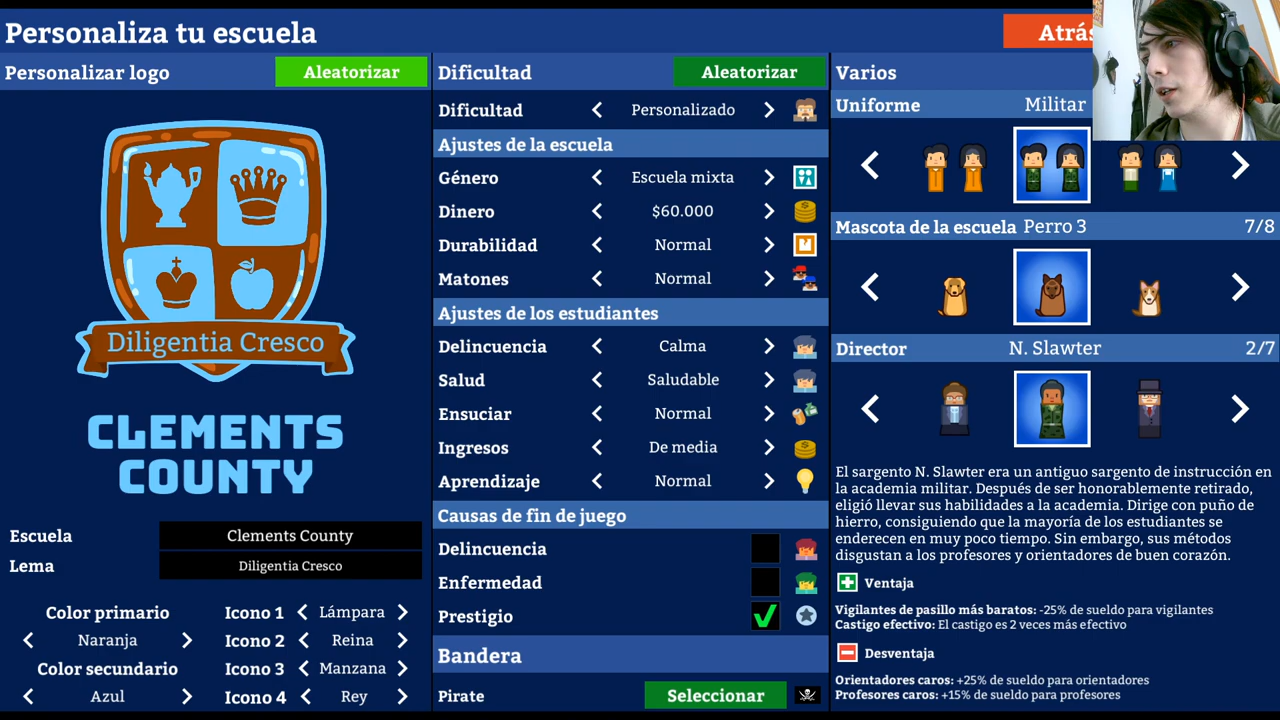 Personaliza tu escuela
Atrás
Personalizar logo
Aleatorizar
Diligentia Cresco
CLEMENTS
COUNTY
Escuela
Clements County
Lema
Diligentia Cresco
Color primario
Naranja
Color secundario
Azul
Icono 1 Lámpara
Icono 2 Reina
Icono 3 Manzana
Icono 4 Rey
Dificultad
Aleatorizar
Dificultad Personalizado
Ajustes de la escuela
Género Escuela mixta
Dinero $60.000
Durabilidad Normal
Matones Normal
Ajustes de los estudiantes
Delincuencia Calma
Salud Saludable
Ensuciar Normal
Ingresos De media
Aprendizaje Normal
Causas de fin de juego
Delincuencia
Enfermedad
Prestigio
Bandera
Pirate Seleccionar
Varios
Uniforme Militar
Mascota de la escuela Perro 3 7/8
Director N. Slawter 2/7
El sargento N. Slawter era un antiguo sargento de instrucción en
la academia militar. Después de ser honorablemente retirado,
eligió llevar sus habilidades a la academia. Dirige con puño de
hierro, consiguiendo que la mayoría de los estudiantes se
enderecen en muy poco tiempo. Sin embargo, sus métodos
disgustan a los profesores y orientadores de buen corazón.
Ventaja
Vigilantes de pasillo más baratos: -25% de sueldo para vigilantes
Castigo efectivo: El castigo es 2 veces más efectivo
Desventaja
Orientadores caros: +25% de sueldo para orientadores
Profesores caros: +15% de sueldo para profesores